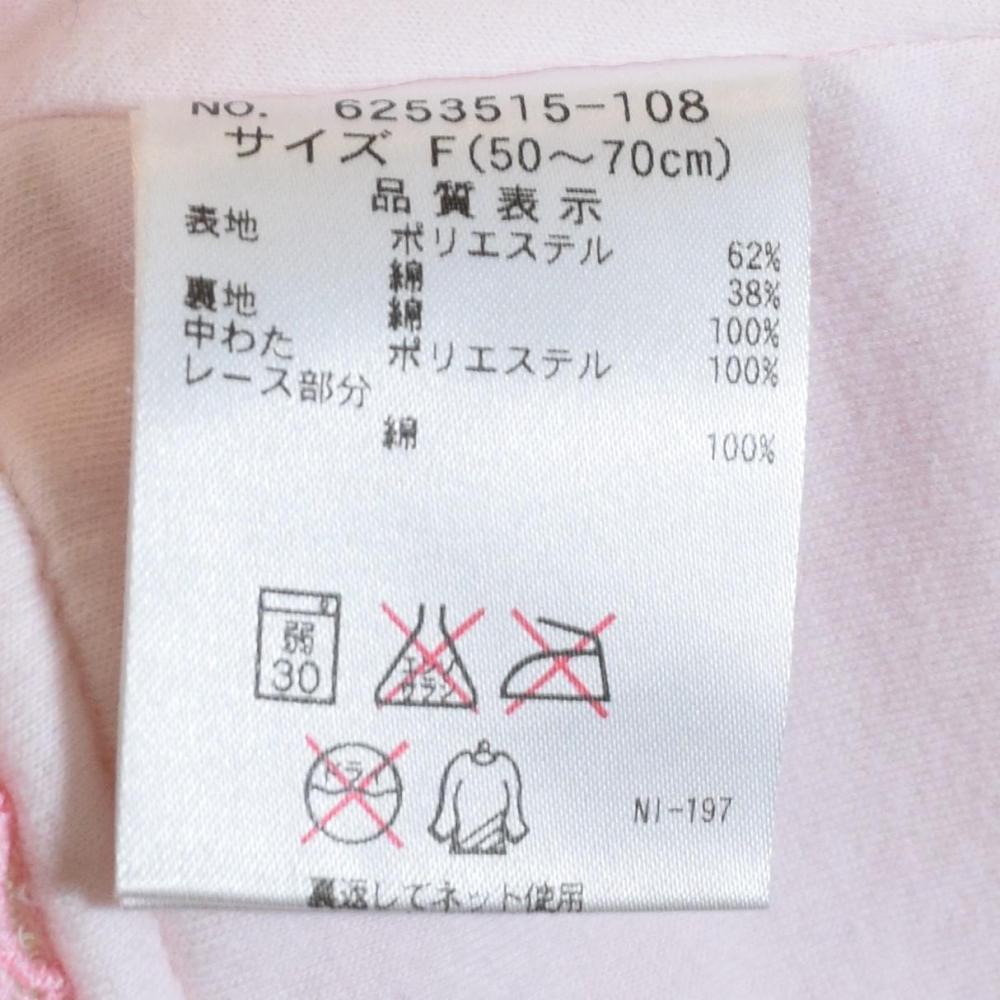 NO. 6253515-108
サイズ F(50～70cm)
品質表示
表地 ポリエステル 62%
綿 38%
裏地 綿 100%
中わた ポリエステル 100%
レース部分
綿 100%
弱
30
エンソ
サラシ
ドライ
NI-197
裏返してネット使用